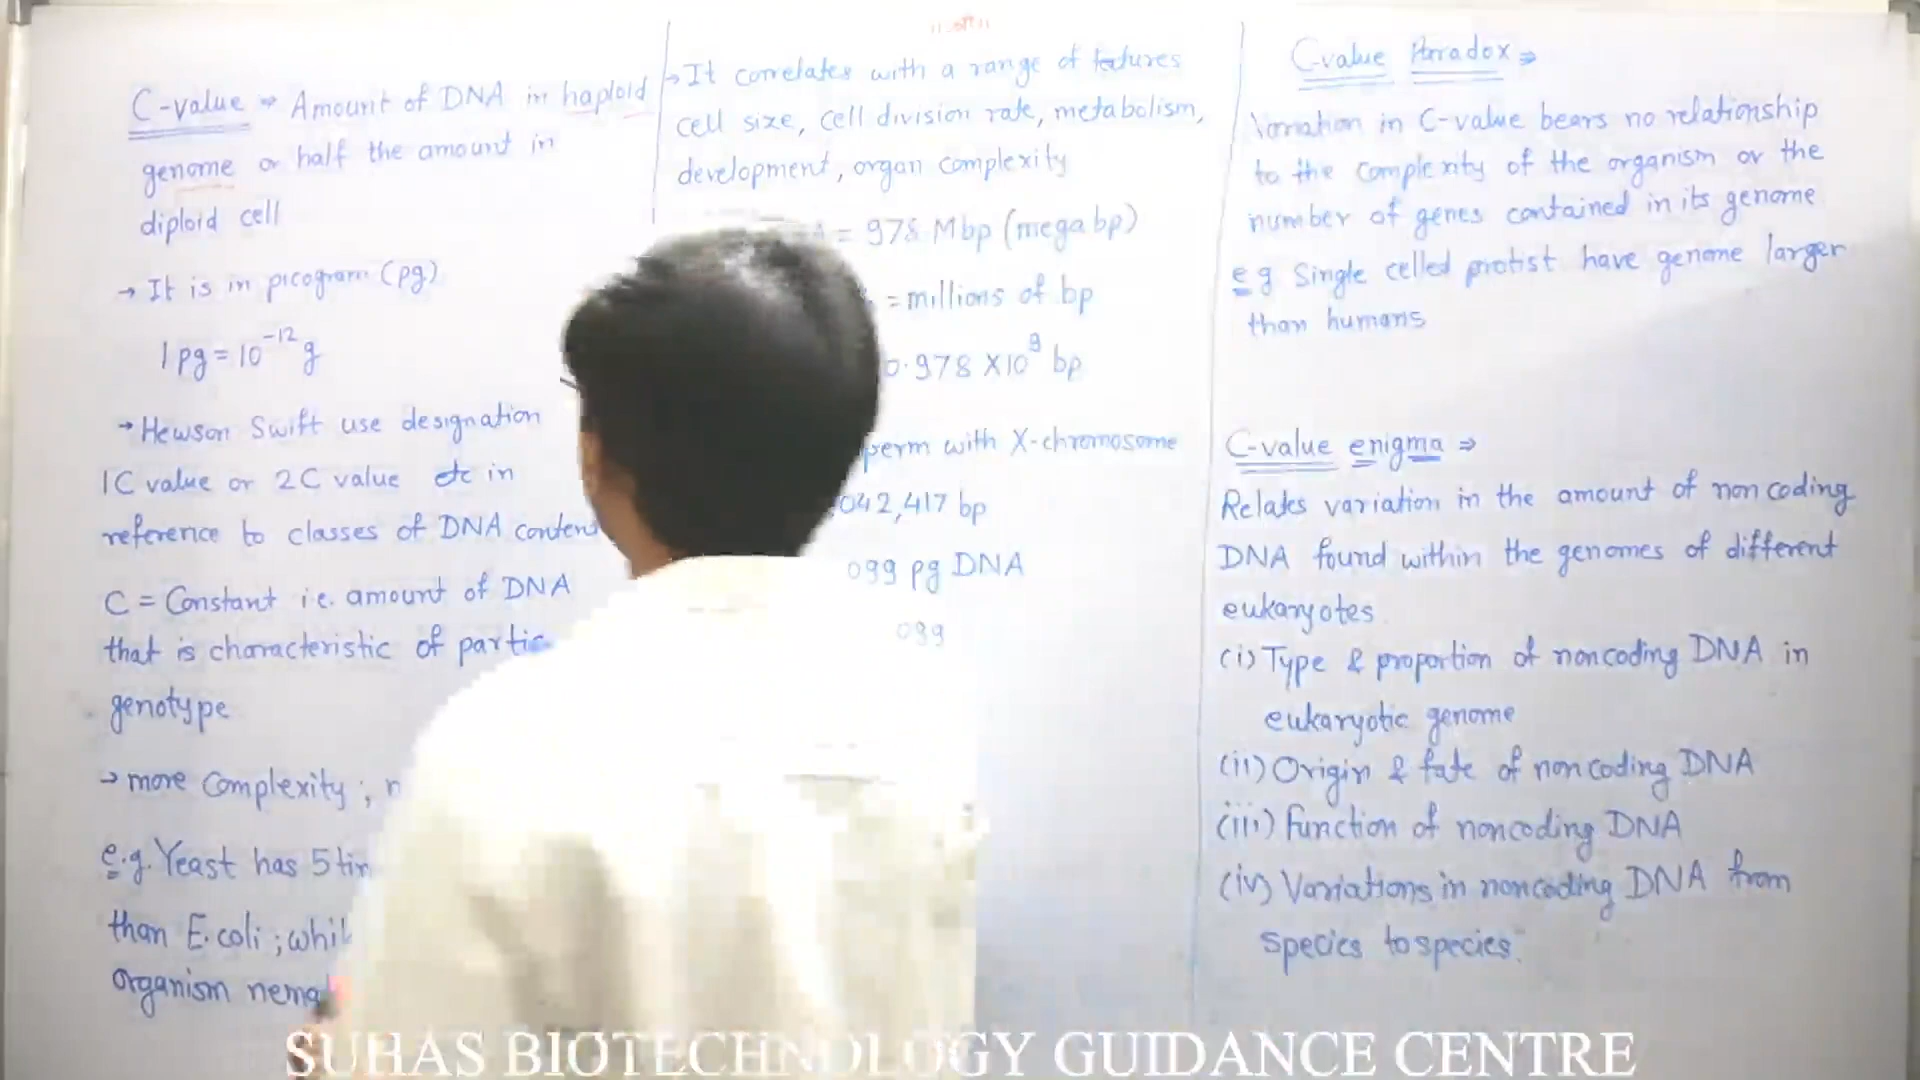 C-value → Amount of DNA in haploid
genome or half the amount in
diploid cell
→ It is in picogram (pg)
1 pg = 10⁻¹² g
→ Hewson Swift use designation
1C value or 2C value etc in
reference to classes of DNA content
C = Constant i.e. amount of DNA
that is characteristic of partic
genotype
→ more complexity ; n
e.g. Yeast has 5 tim
than E.coli ; whil
organism nema
॥ श्री ॥
→ It correlates with a range of features
cell size, cell division rate, metabolism,
development, organ complexity
= 978 Mbp (mega bp)
= millions of bp
0.978 X10⁹ bp
perm with X-chromosome
042,417 bp
099 pg DNA
099
C-value Paradox ⇒
Variation in C-value bears no relationship
to the complexity of the organism or the
number of genes contained in its genome
eg Single celled protist have genome larger
than humans
C-value enigma ⇒
Relates variation in the amount of non coding
DNA found within the genomes of different
eukaryotes.
(i) Type & proportion of noncoding DNA in
eukaryotic genome
(ii) Origin & fate of noncoding DNA
(iii) Function of noncoding DNA
(iv) Variations in noncoding DNA from
species to species.
SUHAS BIOTECHNOLOGY GUIDANCE CENTRE